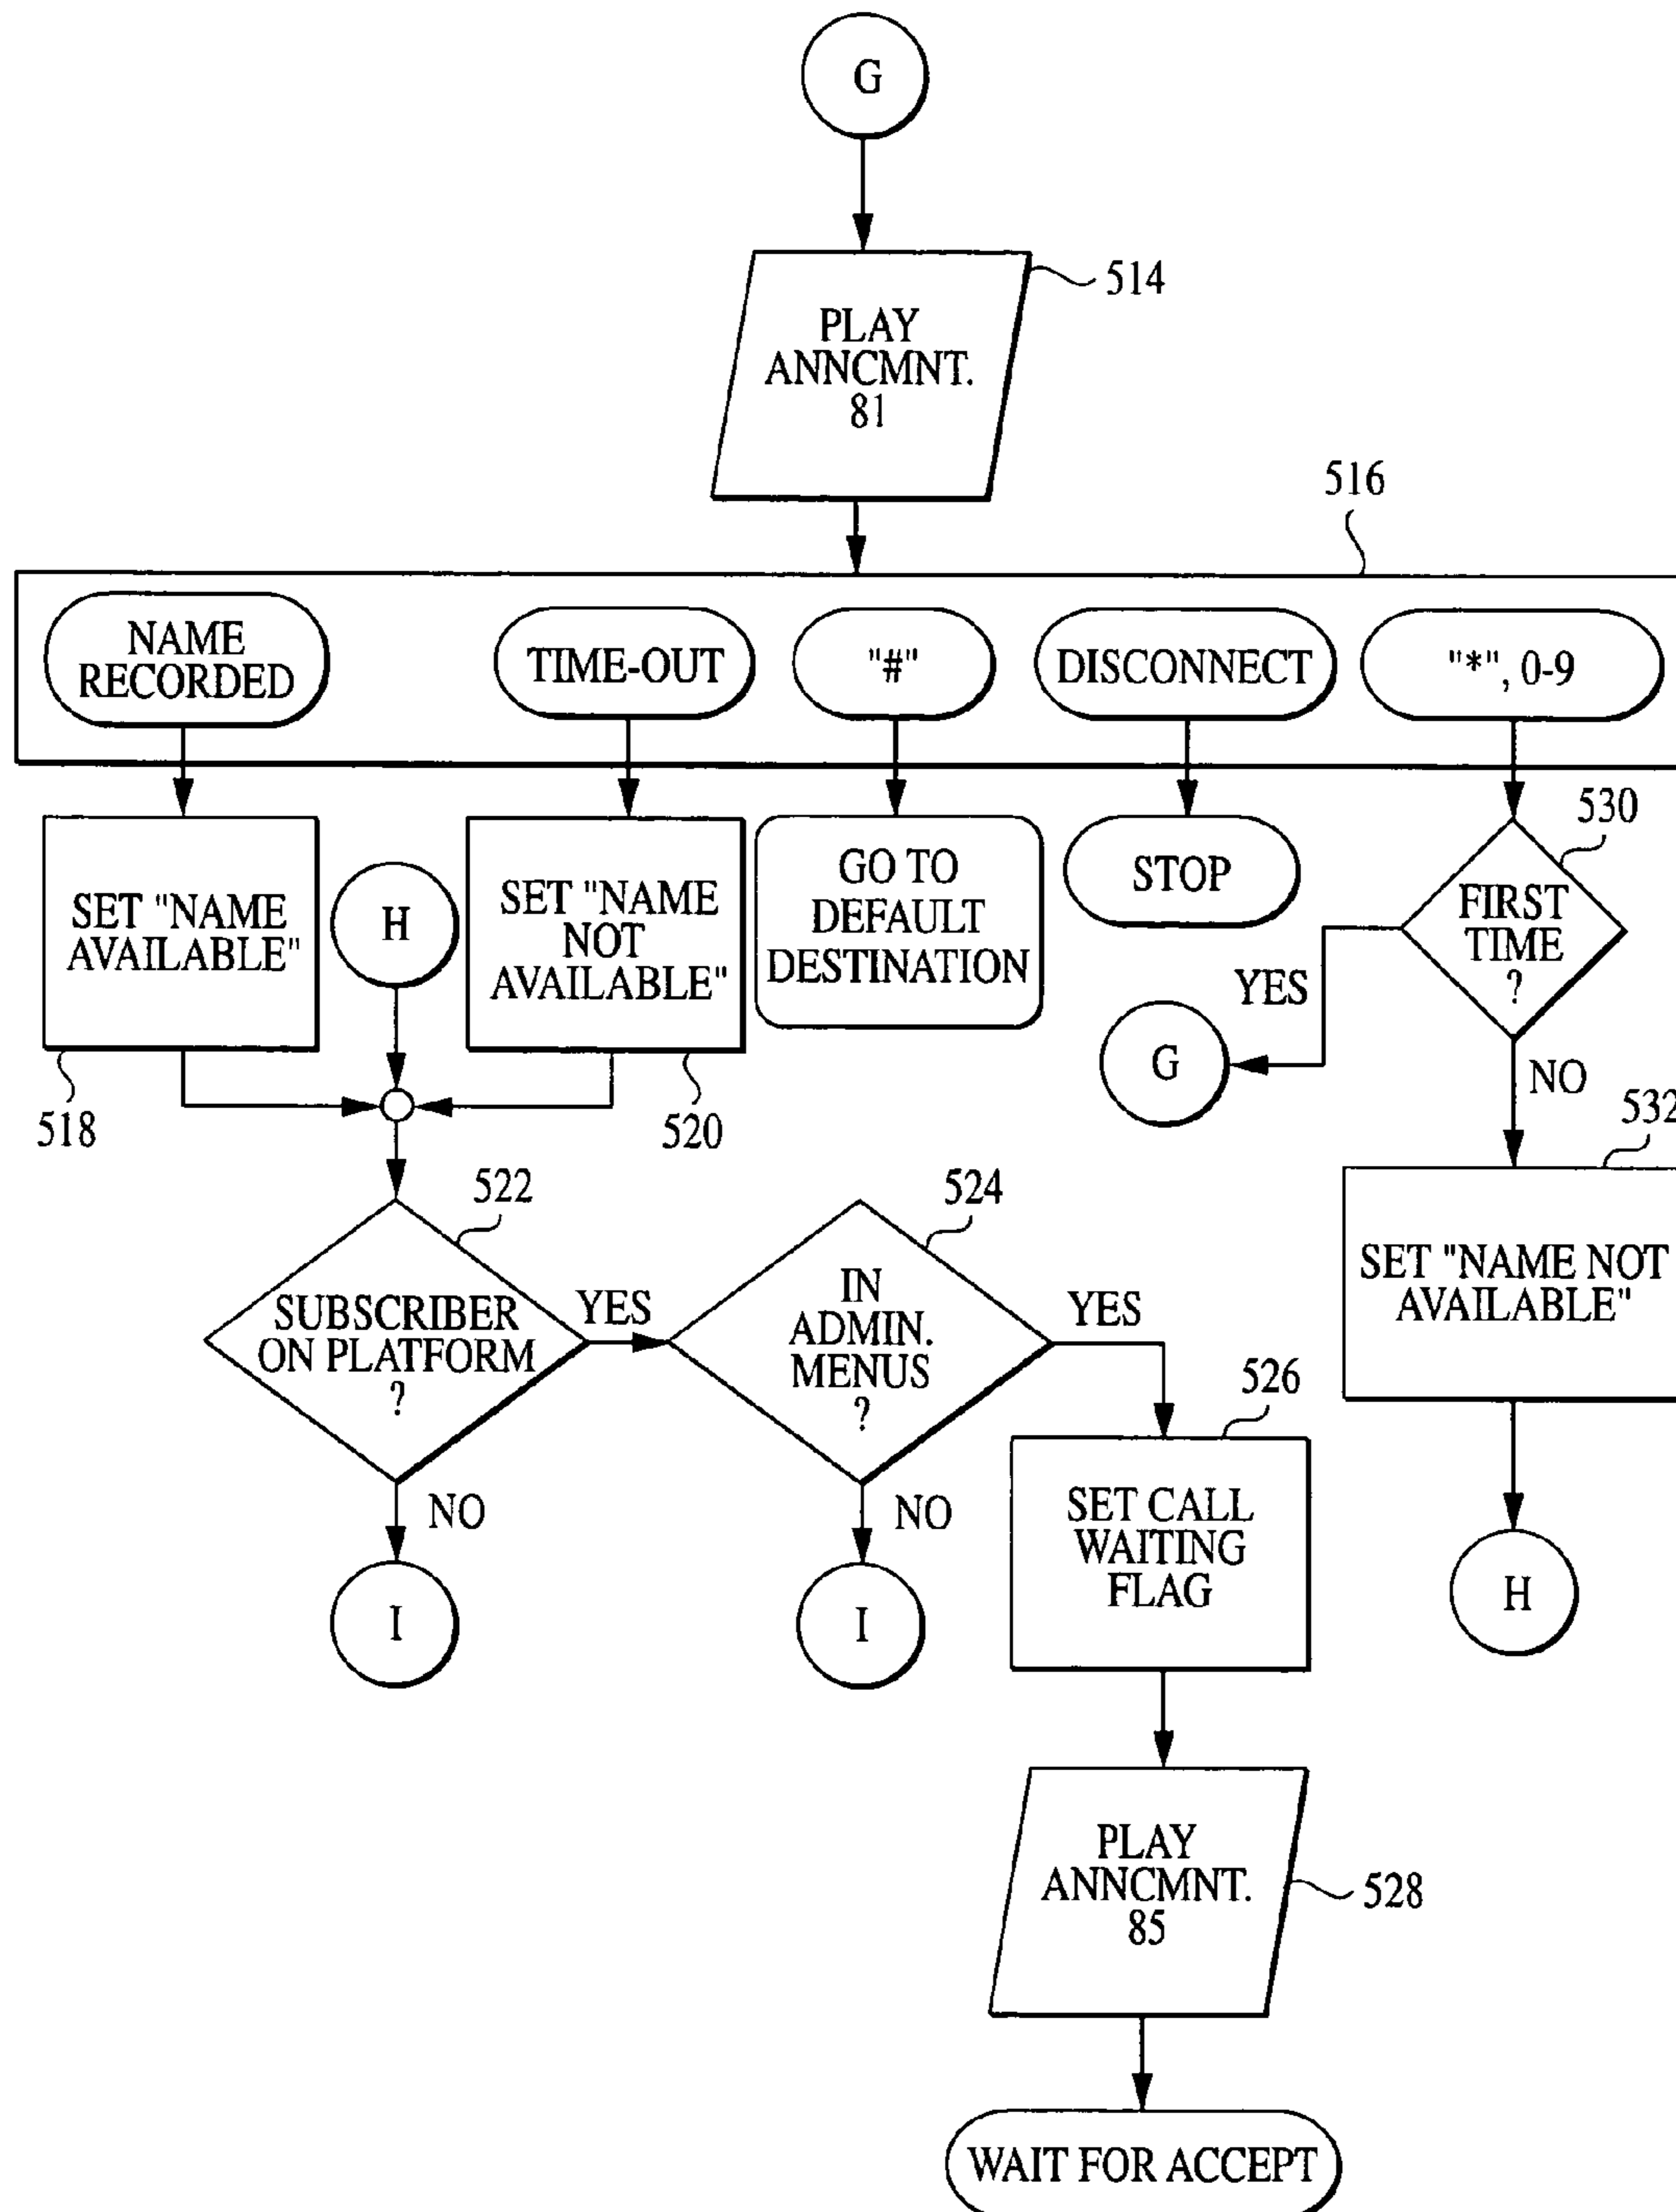 G
PLAY
ANNCMNT.
81
514
516
NAME
RECORDED
TIME-OUT
"#"
DISCONNECT
"*", 0-9
SET "NAME
AVAILABLE"
518
H
SET "NAME
NOT
AVAILABLE"
520
GO TO
DEFAULT
DESTINATION
STOP
530
FIRST
TIME
?
YES
G
NO
532
SET "NAME NOT
AVAILABLE"
H
522
SUBSCRIBER
ON PLATFORM
?
YES
NO
I
524
IN
ADMIN.
MENUS
?
YES
NO
I
526
SET CALL
WAITING
FLAG
PLAY
ANNCMNT.
85
528
WAIT FOR ACCEPT